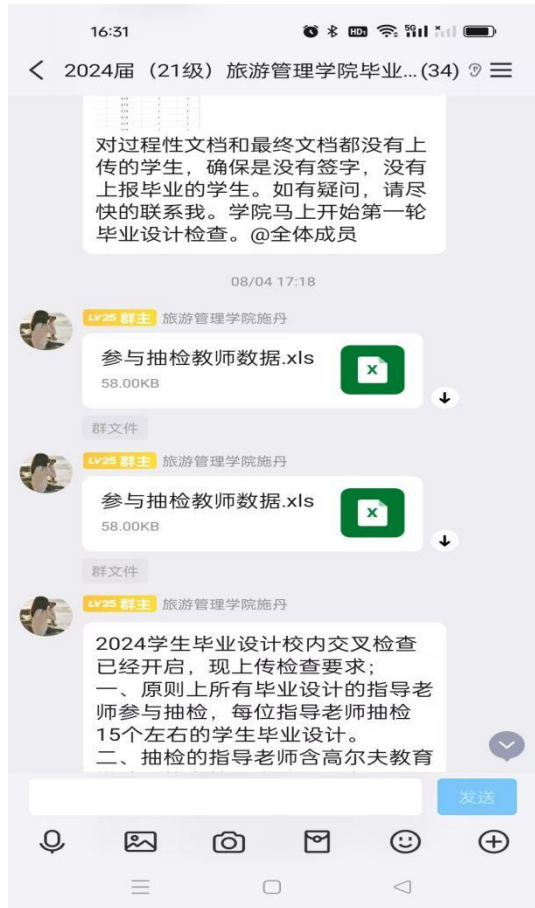 16:31
HD 5G
2024届（21级）旅游管理学院毕业...(34)
对过程性文档和最终文档都没有上
传的学生，确保是没有签字，没有
上报毕业的学生。如有疑问，请尽
快的联系我。学院马上开始第一轮
毕业设计检查。@全体成员
08/04 17:18
LV25 群主 旅游管理学院施丹
参与抽检教师数据.xls
58.00KB
X
群文件
LV25 群主 旅游管理学院施丹
参与抽检教师数据.xls
58.00KB
X
群文件
LV25 群主 旅游管理学院施丹
2024学生毕业设计校内交叉检查
已经开启，现上传检查要求；
一、原则上所有毕业设计的指导老
师参与抽检，每位指导老师抽检
15个左右的学生毕业设计。
二、抽检的指导老师含高尔夫教育
发送